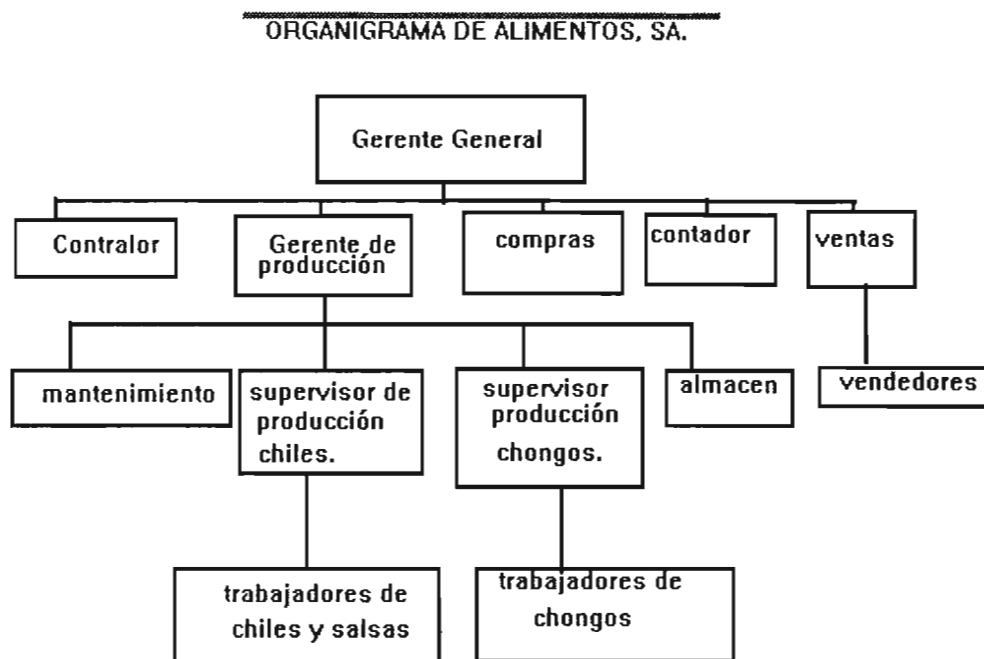 ORGANIGRAMA DE ALIMENTOS, SA.
Gerente General
Contralor
Gerente de
producción
compras
contador
ventas
mantenimiento
supervisor de
producción
chiles.
supervisor
producción
chongos.
almacen
vendedores
trabajadores de
chiles y salsas
trabajadores de
chongos